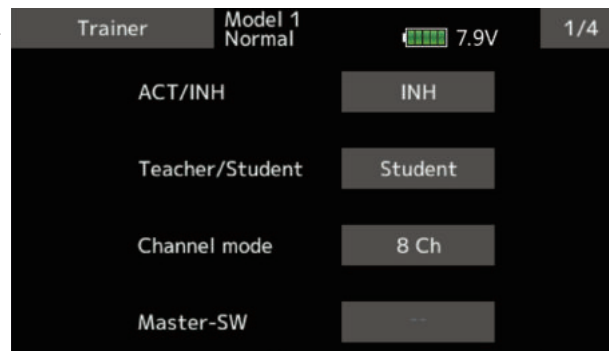 Trainer Model 1 Normal 7.9V 1/4
ACT/INH INH
Teacher/Student Student
Channel mode 8 Ch
Master-SW --